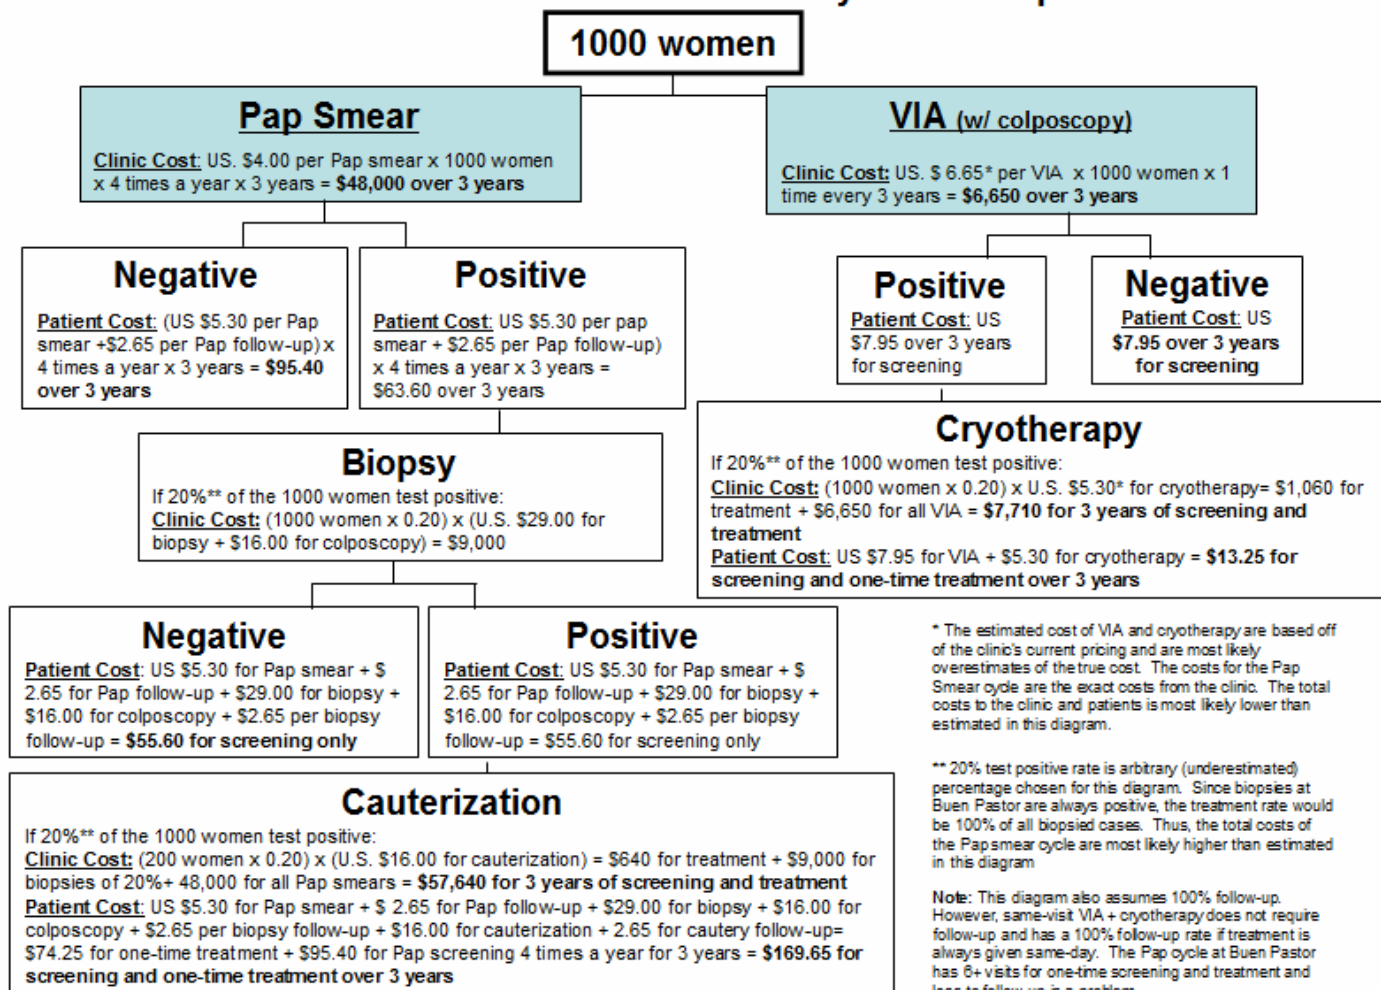 1000 women
Pap Smear
Clinic Cost: US. $4.00 per Pap smear x 1000 women
x 4 times a year x 3 years = $48,000 over 3 years
VIA (w/ colposcopy)
Clinic Cost: US. $ 6.65* per VIA x 1000 women x 1
time every 3 years = $6,650 over 3 years
Negative
Patient Cost: (US $5.30 per Pap
smear +$2.65 per Pap follow-up) x
4 times a year x 3 years = $95.40
over 3 years
Positive
Patient Cost: US $5.30 per pap
smear + $2.65 per Pap follow-up)
x 4 times a year x 3 years =
$63.60 over 3 years
Positive
Patient Cost: US
$7.95 over 3 years
for screening
Negative
Patient Cost: US
$7.95 over 3 years
for screening
Biopsy
If 20%** of the 1000 women test positive:
Clinic Cost: (1000 women x 0.20) x (U.S. $29.00 for
biopsy + $16.00 for colposcopy) = $9,000
Cryotherapy
If 20%** of the 1000 women test positive:
Clinic Cost: (1000 women x 0.20) x U.S. $5.30* for cryotherapy= $1,060 for
treatment + $6,650 for all VIA = $7,710 for 3 years of screening and
treatment
Patient Cost: US $7.95 for VIA + $5.30 for cryotherapy = $13.25 for
screening and one-time treatment over 3 years
Negative
Patient Cost: US $5.30 for Pap smear + $
2.65 for Pap follow-up + $29.00 for biopsy +
$16.00 for colposcopy + $2.65 per biopsy
follow-up = $55.60 for screening only
Positive
Patient Cost: US $5.30 for Pap smear + $
2.65 for Pap follow-up + $29.00 for biopsy +
$16.00 for colposcopy + $2.65 per biopsy
follow-up = $55.60 for screening only
Cauterization
If 20%** of the 1000 women test positive:
Clinic Cost: (200 women x 0.20) x (U.S. $16.00 for cauterization) = $640 for treatment + $9,000 for
biopsies of 20%+ 48,000 for all Pap smears = $57,640 for 3 years of screening and treatment
Patient Cost: US $5.30 for Pap smear + $ 2.65 for Pap follow-up + $29.00 for biopsy + $16.00 for
colposcopy + $2.65 per biopsy follow-up + $16.00 for cauterization + 2.65 for cautery follow-up=
$74.25 for one-time treatment + $95.40 for Pap screening 4 times a year for 3 years = $169.65 for
screening and one-time treatment over 3 years
* The estimated cost of VIA and cryotherapy are based off
of the clinic's current pricing and are most likely
overestimates of the true cost. The costs for the Pap
Smear cycle are the exact costs from the clinic. The total
costs to the clinic and patients is most likely lower than
estimated in this diagram.
** 20% test positive rate is arbitrary (underestimated)
percentage chosen for this diagram. Since biopsies at
Buen Pastor are always positive, the treatment rate would
be 100% of all biopsied cases. Thus, the total costs of
the Pap smear cycle are most likely higher than estimated
in this diagram
Note: This diagram also assumes 100% follow-up.
However, same-visit VIA + cryotherapy does not require
follow-up and has a 100% follow-up rate if treatment is
always given same-day. The Pap cycle at Buen Pastor
has 6+ visits for one-time screening and treatment and